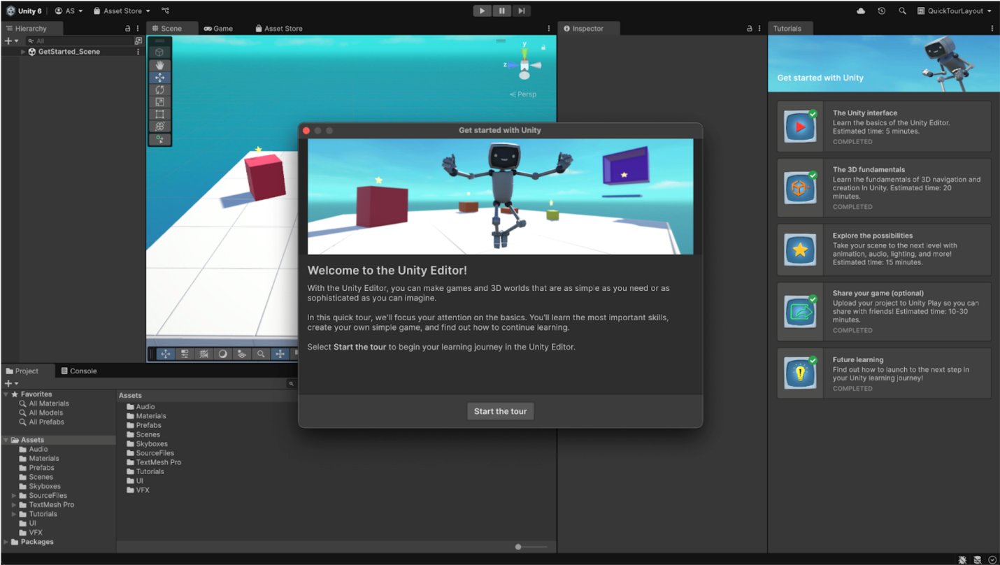 Unity 6 AS Asset Store QuickTourLayout
Hierarchy Scene Game Asset Store Inspector Tutorials
All
GetStarted_Scene
y
z
Persp
Get started with Unity
The Unity interface
Learn the basics of the Unity Editor.
Estimated time: 5 minutes.
COMPLETED
The 3D fundamentals
Learn the fundamentals of 3D navigation and
creation In Unity. Estimated time: 20
minutes.
COMPLETED
Explore the possibilities
Take your scene to the next level with
animation, audio, lighting, and more!
Estimated time: 15 minutes.
Share your game (optional)
Upload your project to Unity Play so you can
share with friends! Estimated time: 10-30
minutes.
COMPLETED
Future learning
Find out how to launch to the next step in
your Unity learning journey!
COMPLETED
Get started with Unity
Welcome to the Unity Editor!
With the Unity Editor, you can make games and 3D worlds that are as simple as you need or as
sophisticated as you can imagine.
In this quick tour, we'll focus your attention on the basics. You'll learn the most important skills,
create your own simple game, and find out how to continue learning.
Select Start the tour to begin your learning journey in the Unity Editor.
Start the tour
Project Console
Favorites
All Materials
All Models
All Prefabs
Assets
Audio
Materials
Prefabs
Scenes
Skyboxes
SourceFiles
TextMesh Pro
Tutorials
UI
VFX
Packages
Assets
Audio
Materials
Prefabs
Scenes
Skyboxes
SourceFiles
TextMesh Pro
Tutorials
UI
VFX